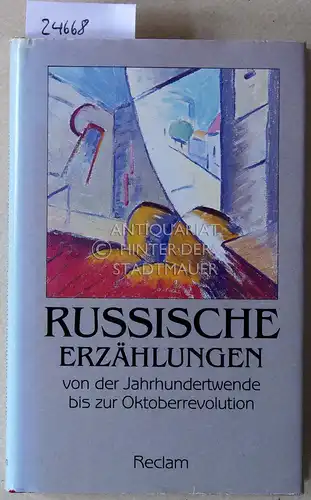 24668
ANTIQUARIAT
HINTER DER
STADTMAUER
RUSSISCHE
ERZÄHLUNGEN
von der Jahrhundertwende
bis zur Oktoberrevolution
Reclam